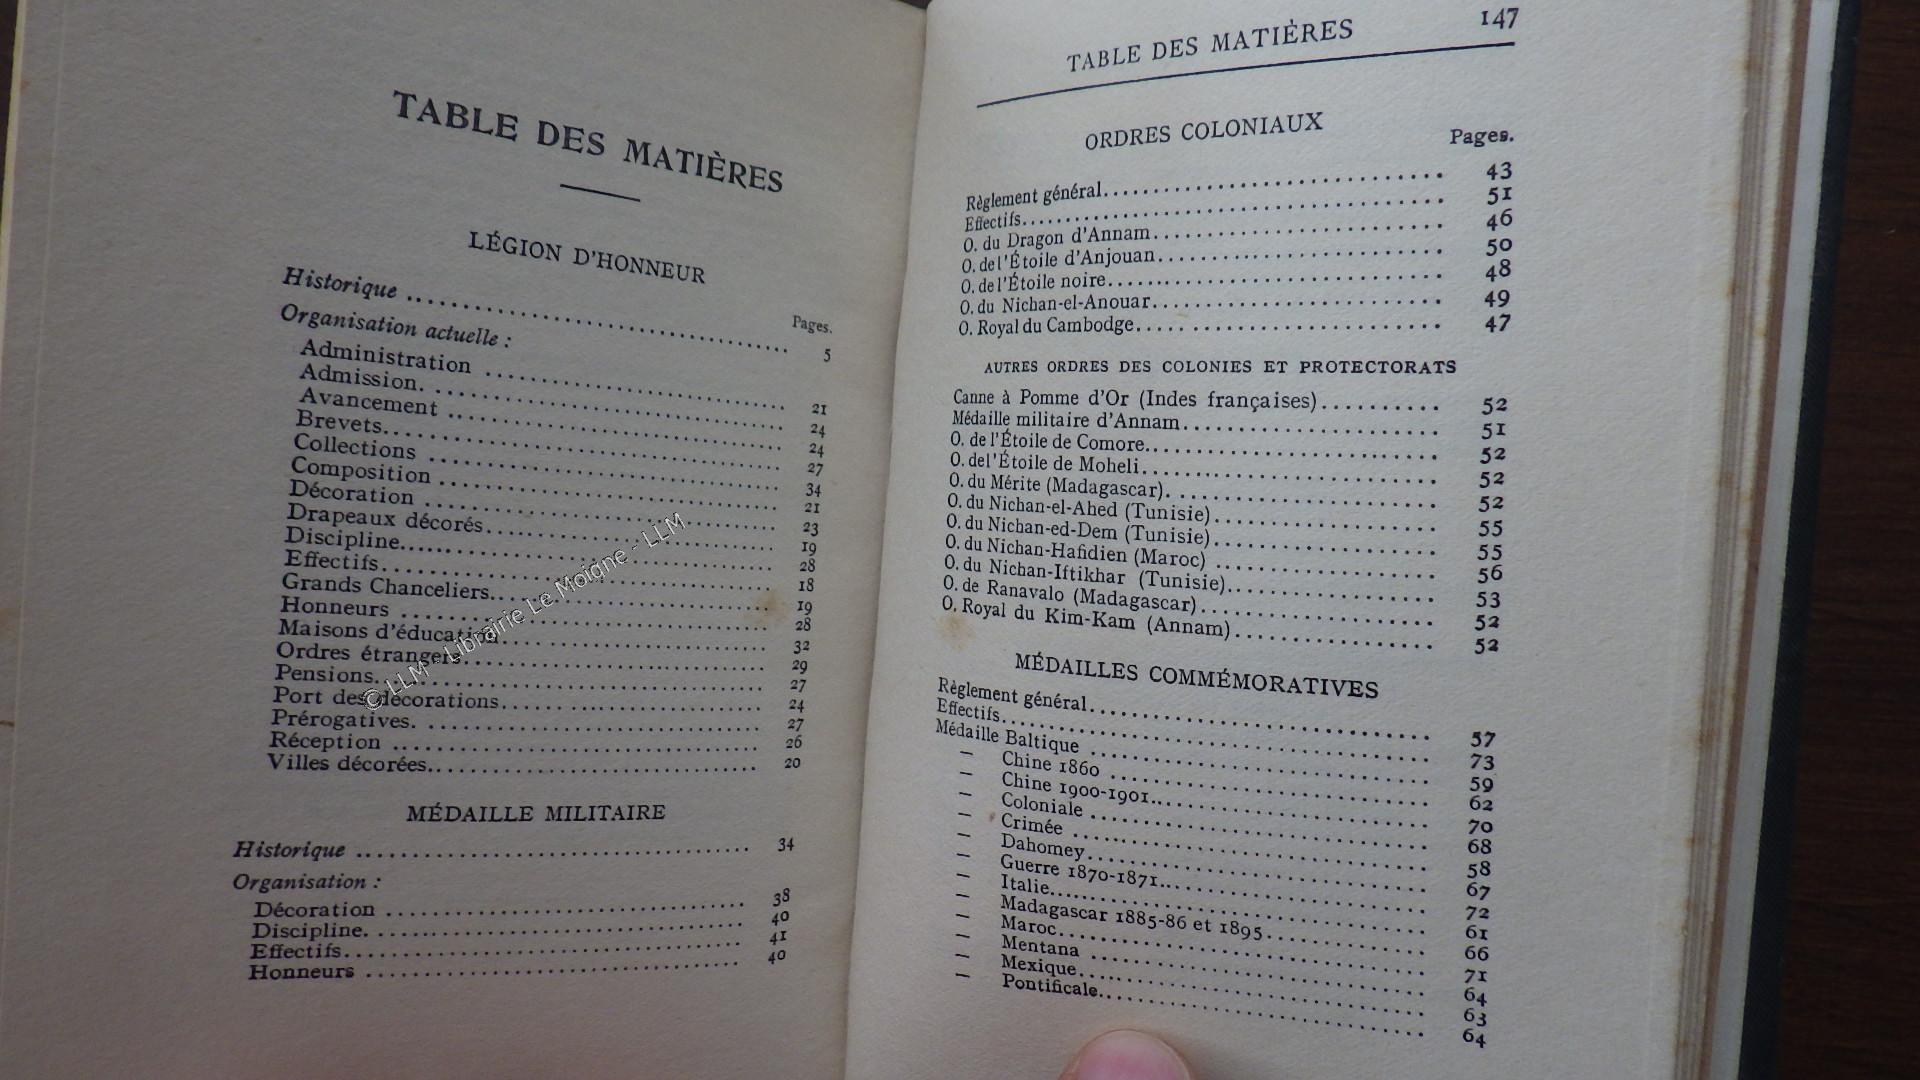 TABLE DES MATIÈRES
LÉGION D'HONNEUR
Pages.
Historique 5
Organisation actuelle :
Administration 21
Admission. 24
Avancement 24
Brevets. 27
Collections 34
Composition 21
Décoration 23
Drapeaux décorés. 19
Discipline. 28
Effectifs. 18
Grands Chanceliers. 19
Honneurs 28
Maisons d'éducation 32
Ordres étrangers. 29
Pensions. 27
Port des décorations. 24
Prérogatives. 27
Réception 26
Villes décorées. 20
MÉDAILLE MILITAIRE
Historique 34
Organisation :
Décoration 38
Discipline. 40
Effectifs. 41
Honneurs 40
© LLM - Librairie Le Moigne - LLM
TABLE DES MATIÈRES 147
ORDRES COLONIAUX
Pages.
Règlement général. 43
Effectifs. 51
O. du Dragon d'Annam. 46
O. de l'Étoile d'Anjouan. 50
O. de l'Étoile noire. 48
O. du Nichan-el-Anouar. 49
O. Royal du Cambodge. 47
AUTRES ORDRES DES COLONIES ET PROTECTORATS
Canne à Pomme d'Or (Indes françaises). 52
Médaille militaire d'Annam. 51
O. de l'Étoile de Comore. 52
O. de l'Étoile de Moheli. 52
O. du Mérite (Madagascar). 52
O. du Nichan-el-Ahed (Tunisie). 55
O. du Nichan-ed-Dem (Tunisie). 55
O. du Nichan-Hafidien (Maroc) 56
O. du Nichan-Iftikhar (Tunisie). 53
O. de Ranavalo (Madagascar). 52
O. Royal du Kim-Kam (Annam). 52
MÉDAILLES COMMÉMORATIVES
Règlement général. 57
Effectifs. 73
Médaille Baltique 59
— Chine 1860 62
— Chine 1900-1901. 70
— Coloniale 68
— Crimée 58
— Dahomey. 67
— Guerre 1870-1871. 72
— Italie. 61
— Madagascar 1885-86 et 1895. 66
— Maroc. 71
— Mentana 64
— Mexique. 63
— Pontificale. 64